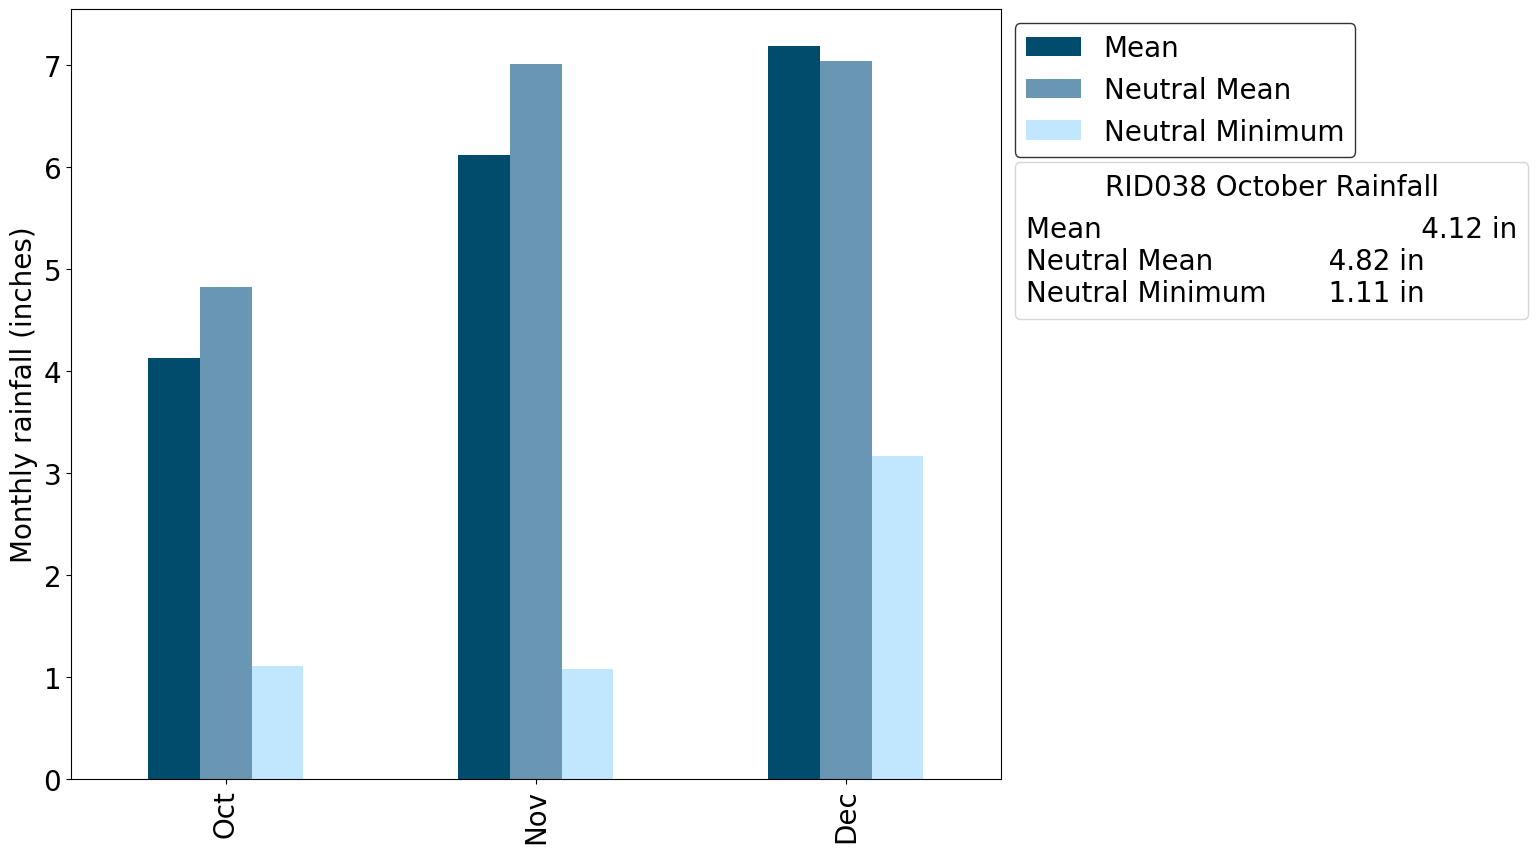 Monthly rainfall (inches)
7
6
5
4
3
2
1
0
Oct
Nov
Dec
Mean
Neutral Mean
Neutral Minimum
RID038 October Rainfall
Mean 4.12 in
Neutral Mean 4.82 in
Neutral Minimum 1.11 in